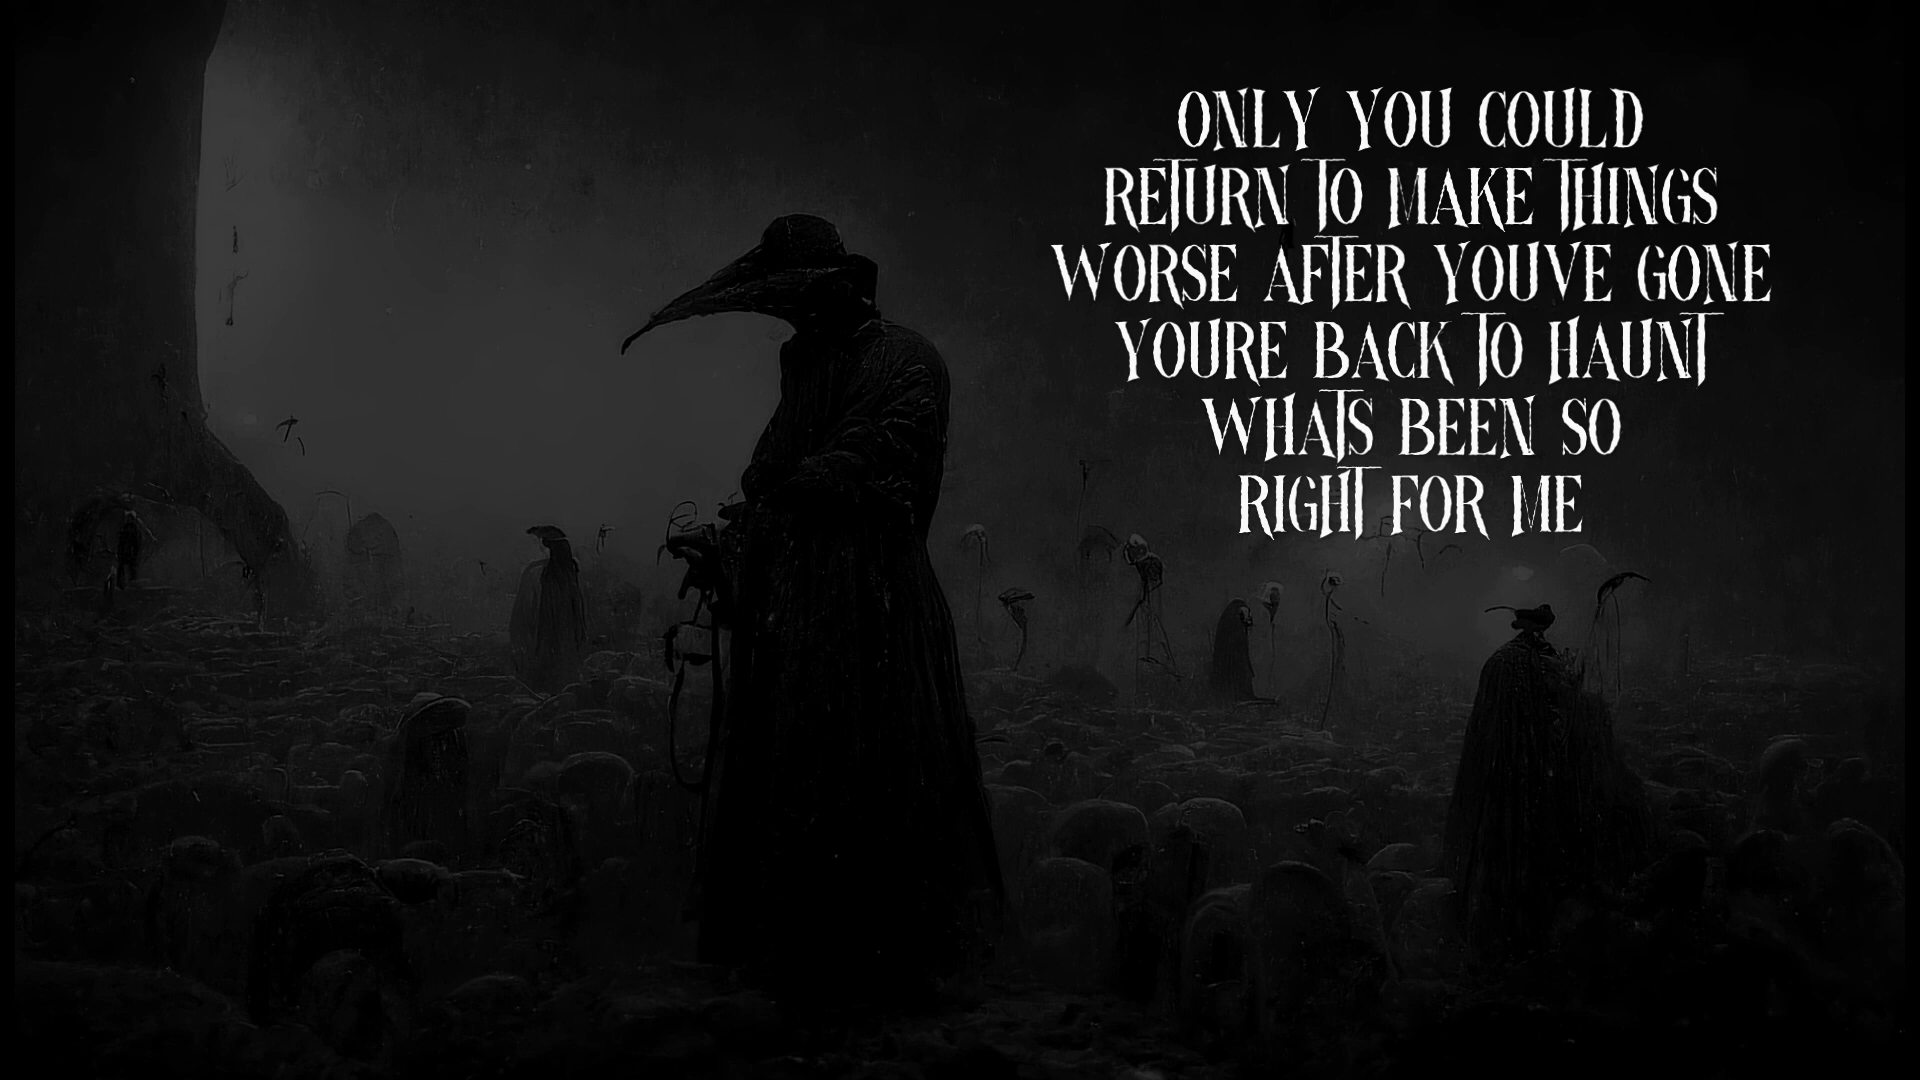 ONLY YOU COULD
RETURN TO MAKE THINGS
WORSE AFTER YOUVE GONE
YOURE BACK TO HAUNT
WHATS BEEN SO
RIGHT FOR ME